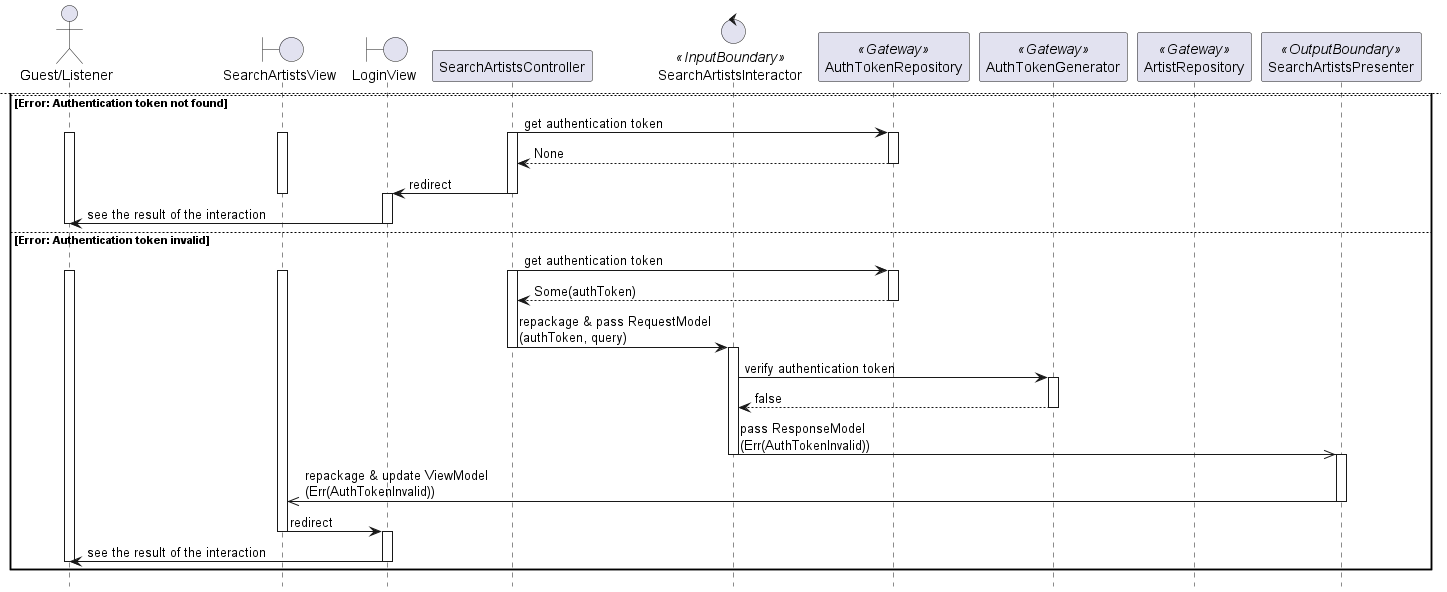 Guest/Listener
SearchArtistsView
LoginView
SearchArtistsController
«InputBoundary»
SearchArtistsInteractor
«Gateway»
AuthTokenRepository
«Gateway»
AuthTokenGenerator
«Gateway»
ArtistRepository
«OutputBoundary»
SearchArtistsPresenter
[Error: Authentication token not found]
get authentication token
None
redirect
see the result of the interaction
[Error: Authentication token invalid]
get authentication token
Some(authToken)
repackage & pass RequestModel
(authToken, query)
verify authentication token
false
pass ResponseModel
(Err(AuthTokenInvalid))
repackage & update ViewModel
(Err(AuthTokenInvalid))
redirect
see the result of the interaction